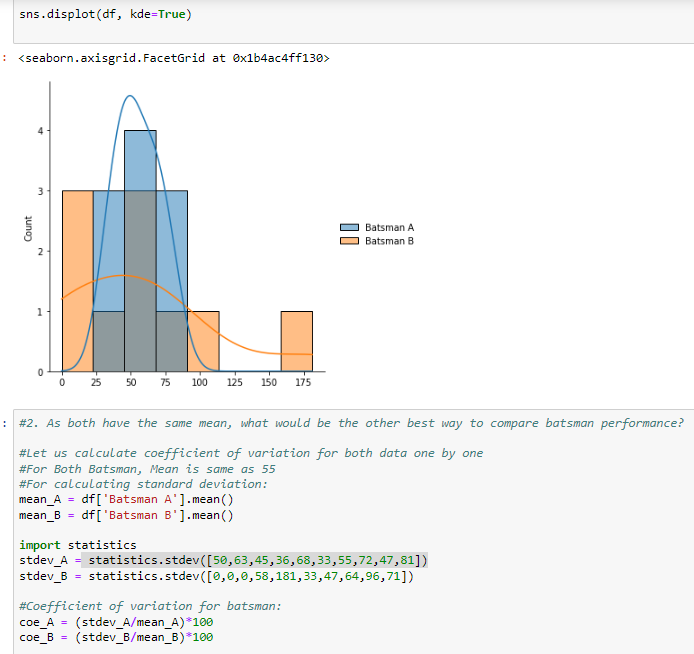 sns.displot(df, kde=True)
: <seaborn.axisgrid.FacetGrid at 0x1b4ac4ff130>
4
3
2
1
0
Count
0 25 50 75 100 125 150 175
Batsman A
Batsman B
: #2. As both have the same mean, what would be the other best way to compare batsman performance?
#Let us calculate coefficient of variation for both data one by one
#For Both Batsman, Mean is same as 55
#For calculating standard deviation:
mean_A = df['Batsman A'].mean()
mean_B = df['Batsman B'].mean()
import statistics
stdev_A = statistics.stdev([50,63,45,36,68,33,55,72,47,81])
stdev_B = statistics.stdev([0,0,0,58,181,33,47,64,96,71])
#Coefficient of variation for batsman:
coe_A = (stdev_A/mean_A)*100
coe_B = (stdev_B/mean_B)*100